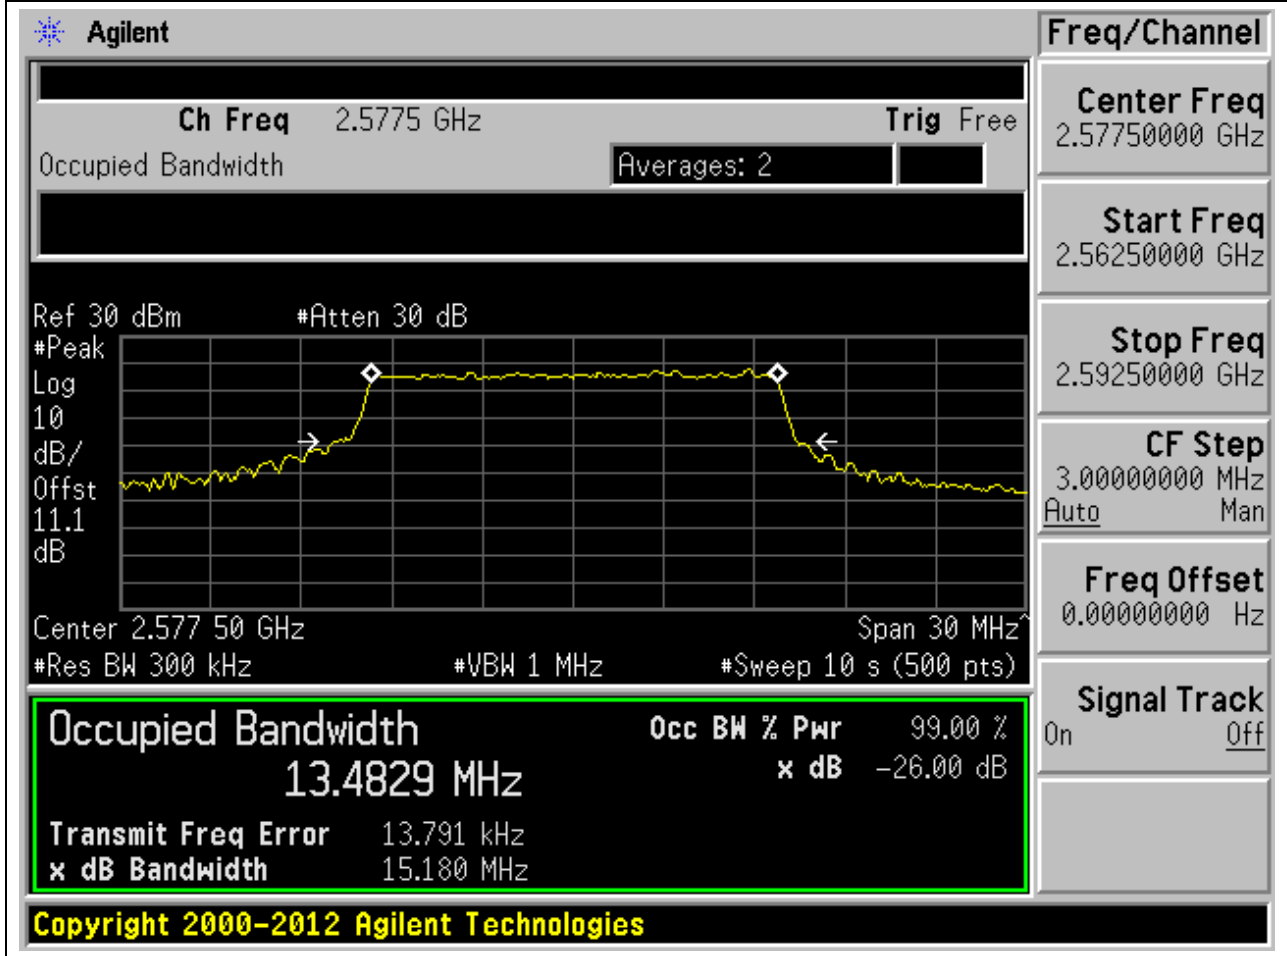 Agilent
Freq/Channel
Ch Freq 2.5775 GHz Trig Free
Occupied Bandwidth Averages: 2
Center Freq
2.57750000 GHz
Start Freq
2.56250000 GHz
Stop Freq
2.59250000 GHz
CF Step
3.00000000 MHz
Auto Man
Freq Offset
0.00000000 Hz
Signal Track
On Off
Ref 30 dBm #Atten 30 dB
#Peak
Log
10
dB/
Offst
11.1
dB
Center 2.577 50 GHz Span 30 MHz^
#Res BW 300 kHz #VBW 1 MHz #Sweep 10 s (500 pts)
Occupied Bandwidth Occ BW % Pwr 99.00 %
13.4829 MHz x dB -26.00 dB
Transmit Freq Error 13.791 kHz
x dB Bandwidth 15.180 MHz
Copyright 2000-2012 Agilent Technologies